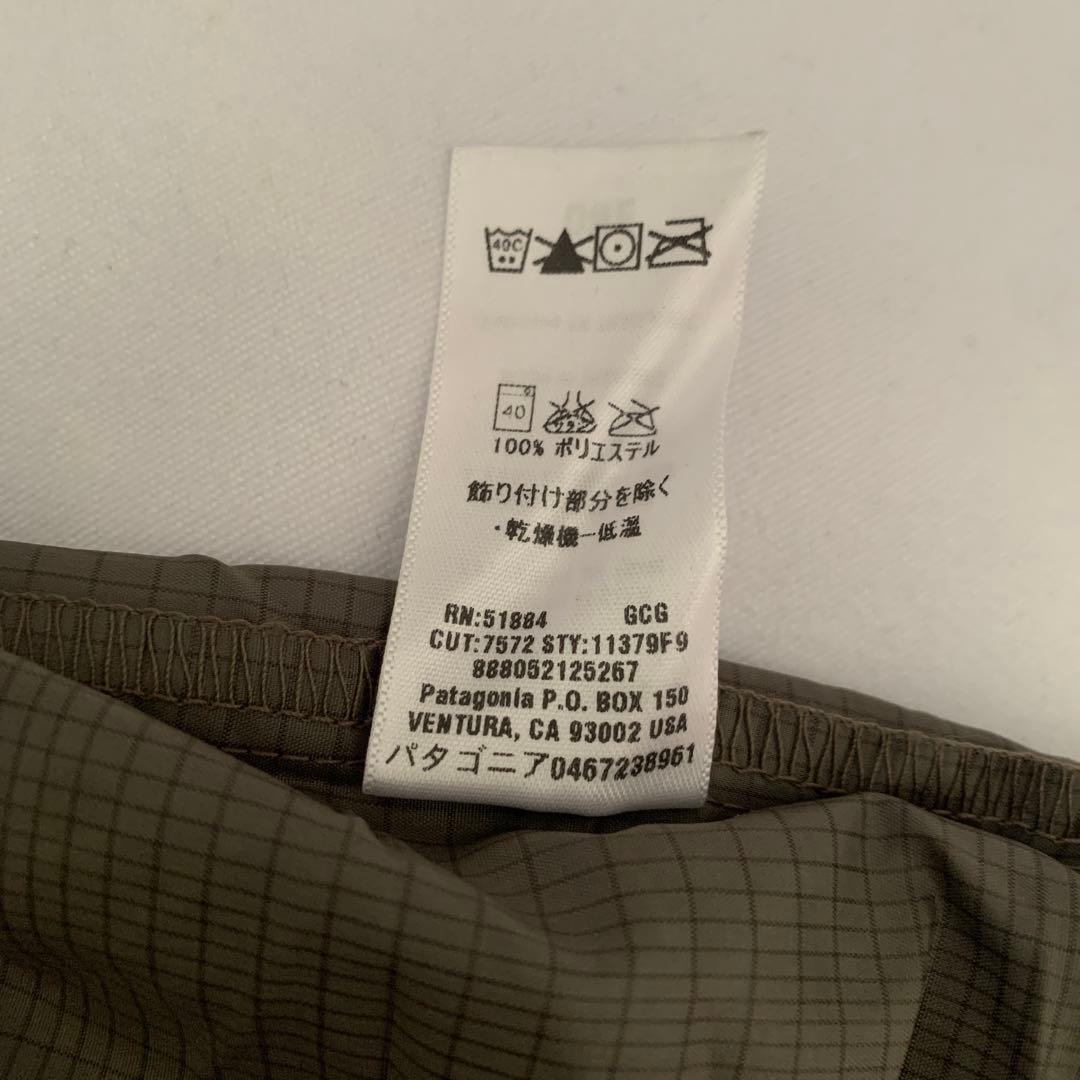 40C
40
100% ポリエステル
飾り付け部分を除く
・乾燥機ー低温
RN:51884 GCG
CUT:7572 STY:11379F9
888052125267
Patagonia P.O. BOX 150
VENTURA, CA 93002 USA
パタゴニア0467238961